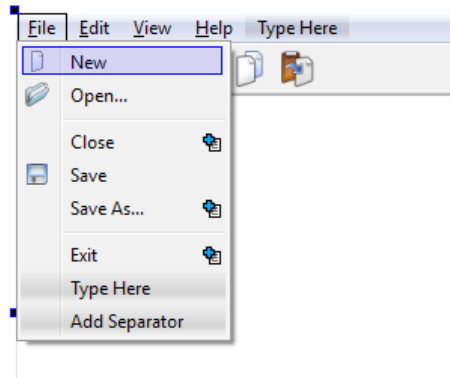 File Edit View Help Type Here
New
Open...
Close
Save
Save As...
Exit
Type Here
Add Separator